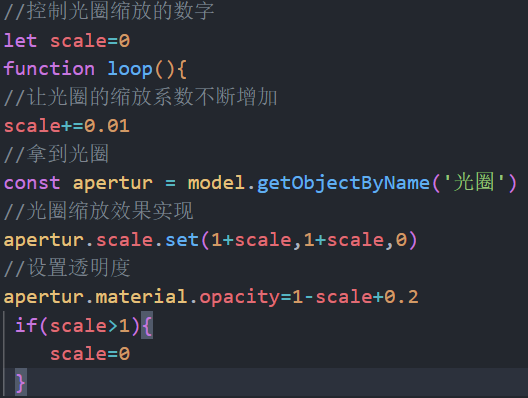 //控制光圈缩放的数字
let scale=0
function loop(){
//让光圈的缩放系数不断增加
scale+=0.01
//拿到光圈
const apertur = model.getObjectByName('光圈')
//光圈缩放效果实现
apertur.scale.set(1+scale,1+scale,0)
//设置透明度
apertur.material.opacity=1-scale+0.2
if(scale>1){
scale=0
}